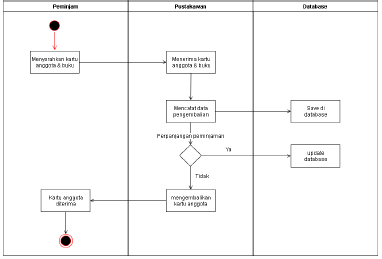 Peminjam
Pustakawan
Database
Menyerahkan kartu
anggota & buku
Menerima kartu
anggota & buku
Mencatat data
pengembalian
Save di
database
Perpanjangan peminjaman
Ya
update
database
Tidak
mengembalikan
kartu anggota
Kartu anggota
diterima